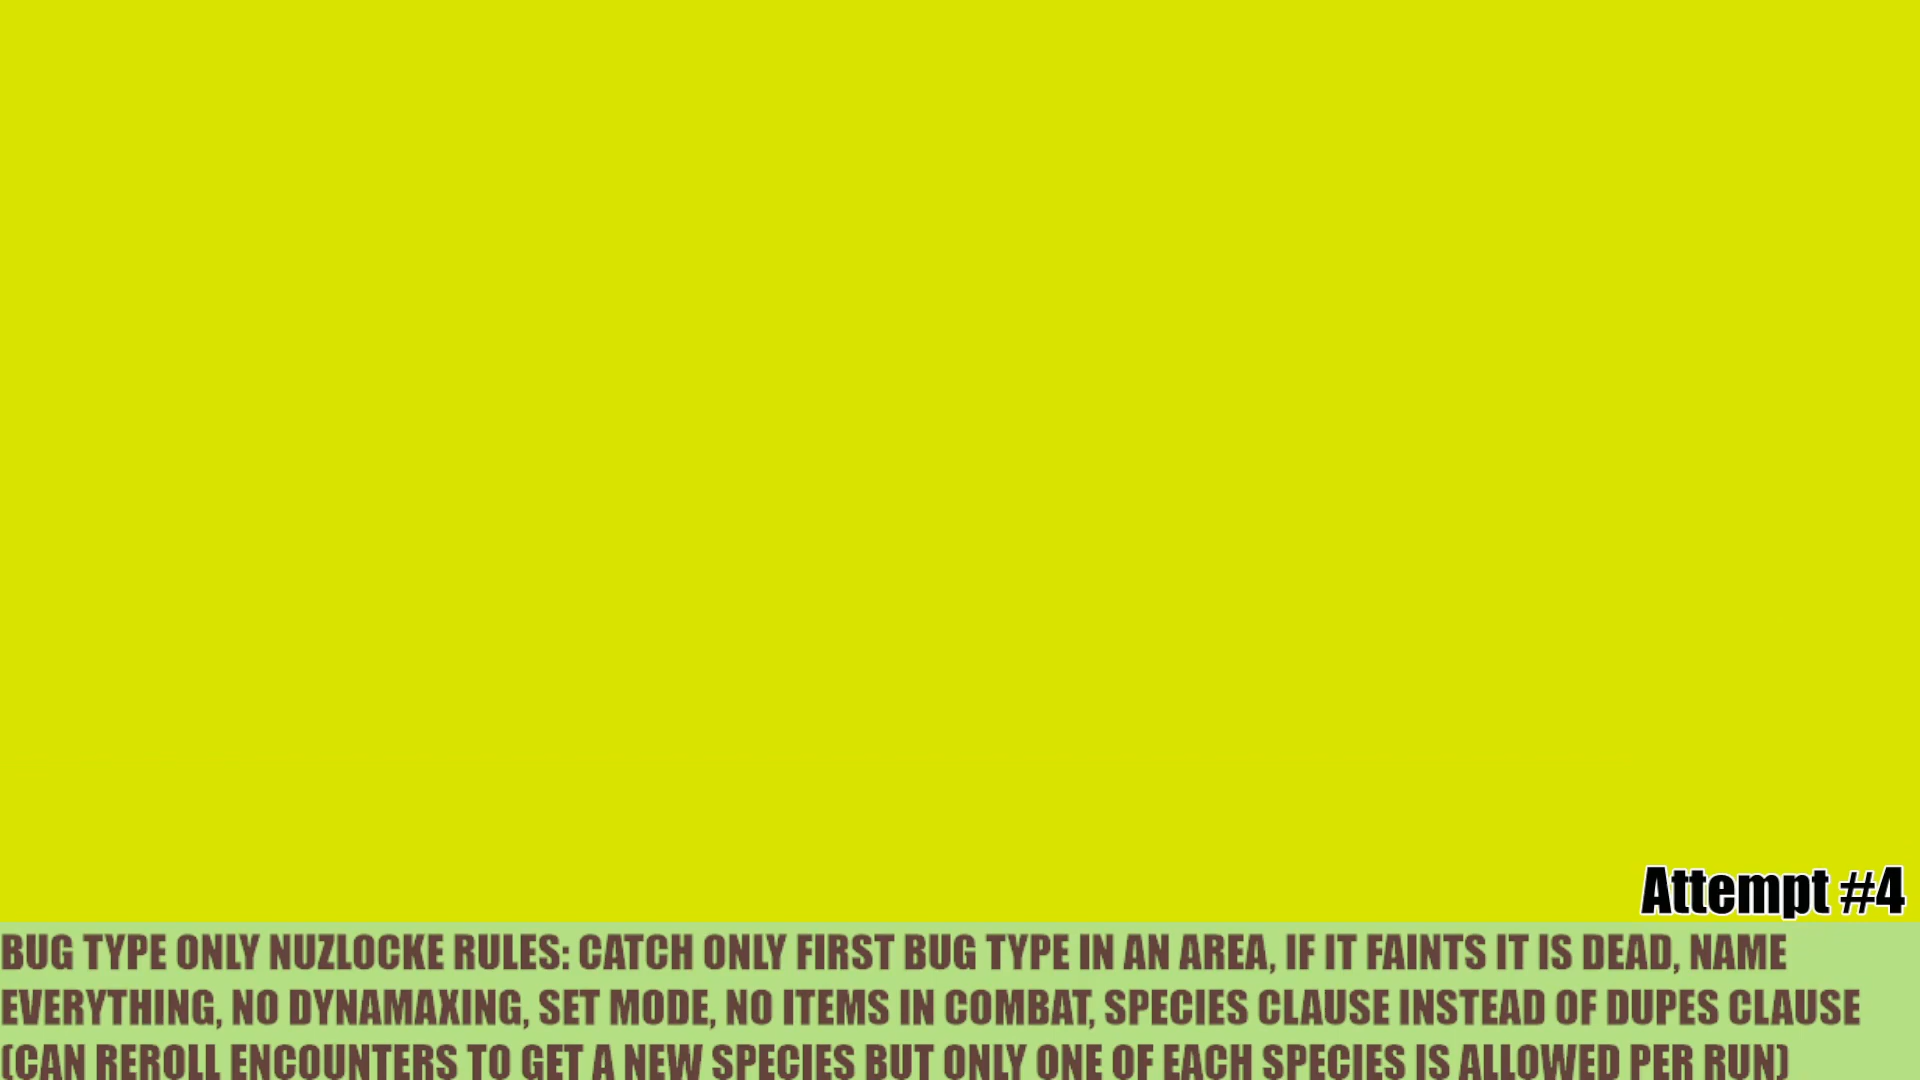 Attempt #4
BUG TYPE ONLY NUZLOCKE RULES: CATCH ONLY FIRST BUG TYPE IN AN AREA, IF IT FAINTS IT IS DEAD, NAME
EVERYTHING, NO DYNAMAXING, SET MODE, NO ITEMS IN COMBAT, SPECIES CLAUSE INSTEAD OF DUPES CLAUSE
(CAN REROLL ENCOUNTERS TO GET A NEW SPECIES BUT ONLY ONE OF EACH SPECIES IS ALLOWED PER RUN)